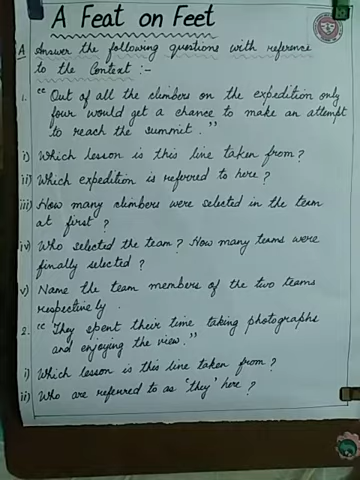 A Feat on Feet
A Answer the following questions with reference
to the Context :-
1. "Out of all the climbers on the expedition only
four would get a chance to make an attempt
to reach the summit."
i) Which lesson is this line taken from?
ii) Which expedition is referred to here?
iii) How many climbers were selected in the team
at first?
iv) Who selected the team? How many teams were
finally selected?
v) Name the team members of the two teams
respectively.
2. "They spent their time taking photographs
and enjoying the view."
i) Which lesson is this line taken from?
ii) Who are referred to as 'they' here?